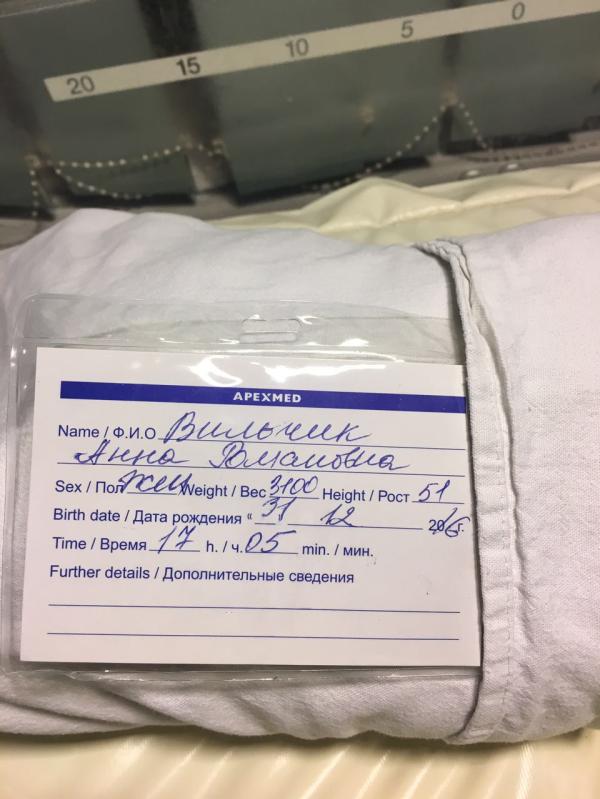 20 15 10 5 0
APEXMED
Name / Ф.И.О Вильчик
Анна Романовна
Sex / Пол жен Weight / Вес 3100 Height / Рост 51
Birth date / Дата рождения « 31 12 2016г.
Time / Время 17 h. / ч. 05 min. / мин.
Further details / Дополнительные сведения